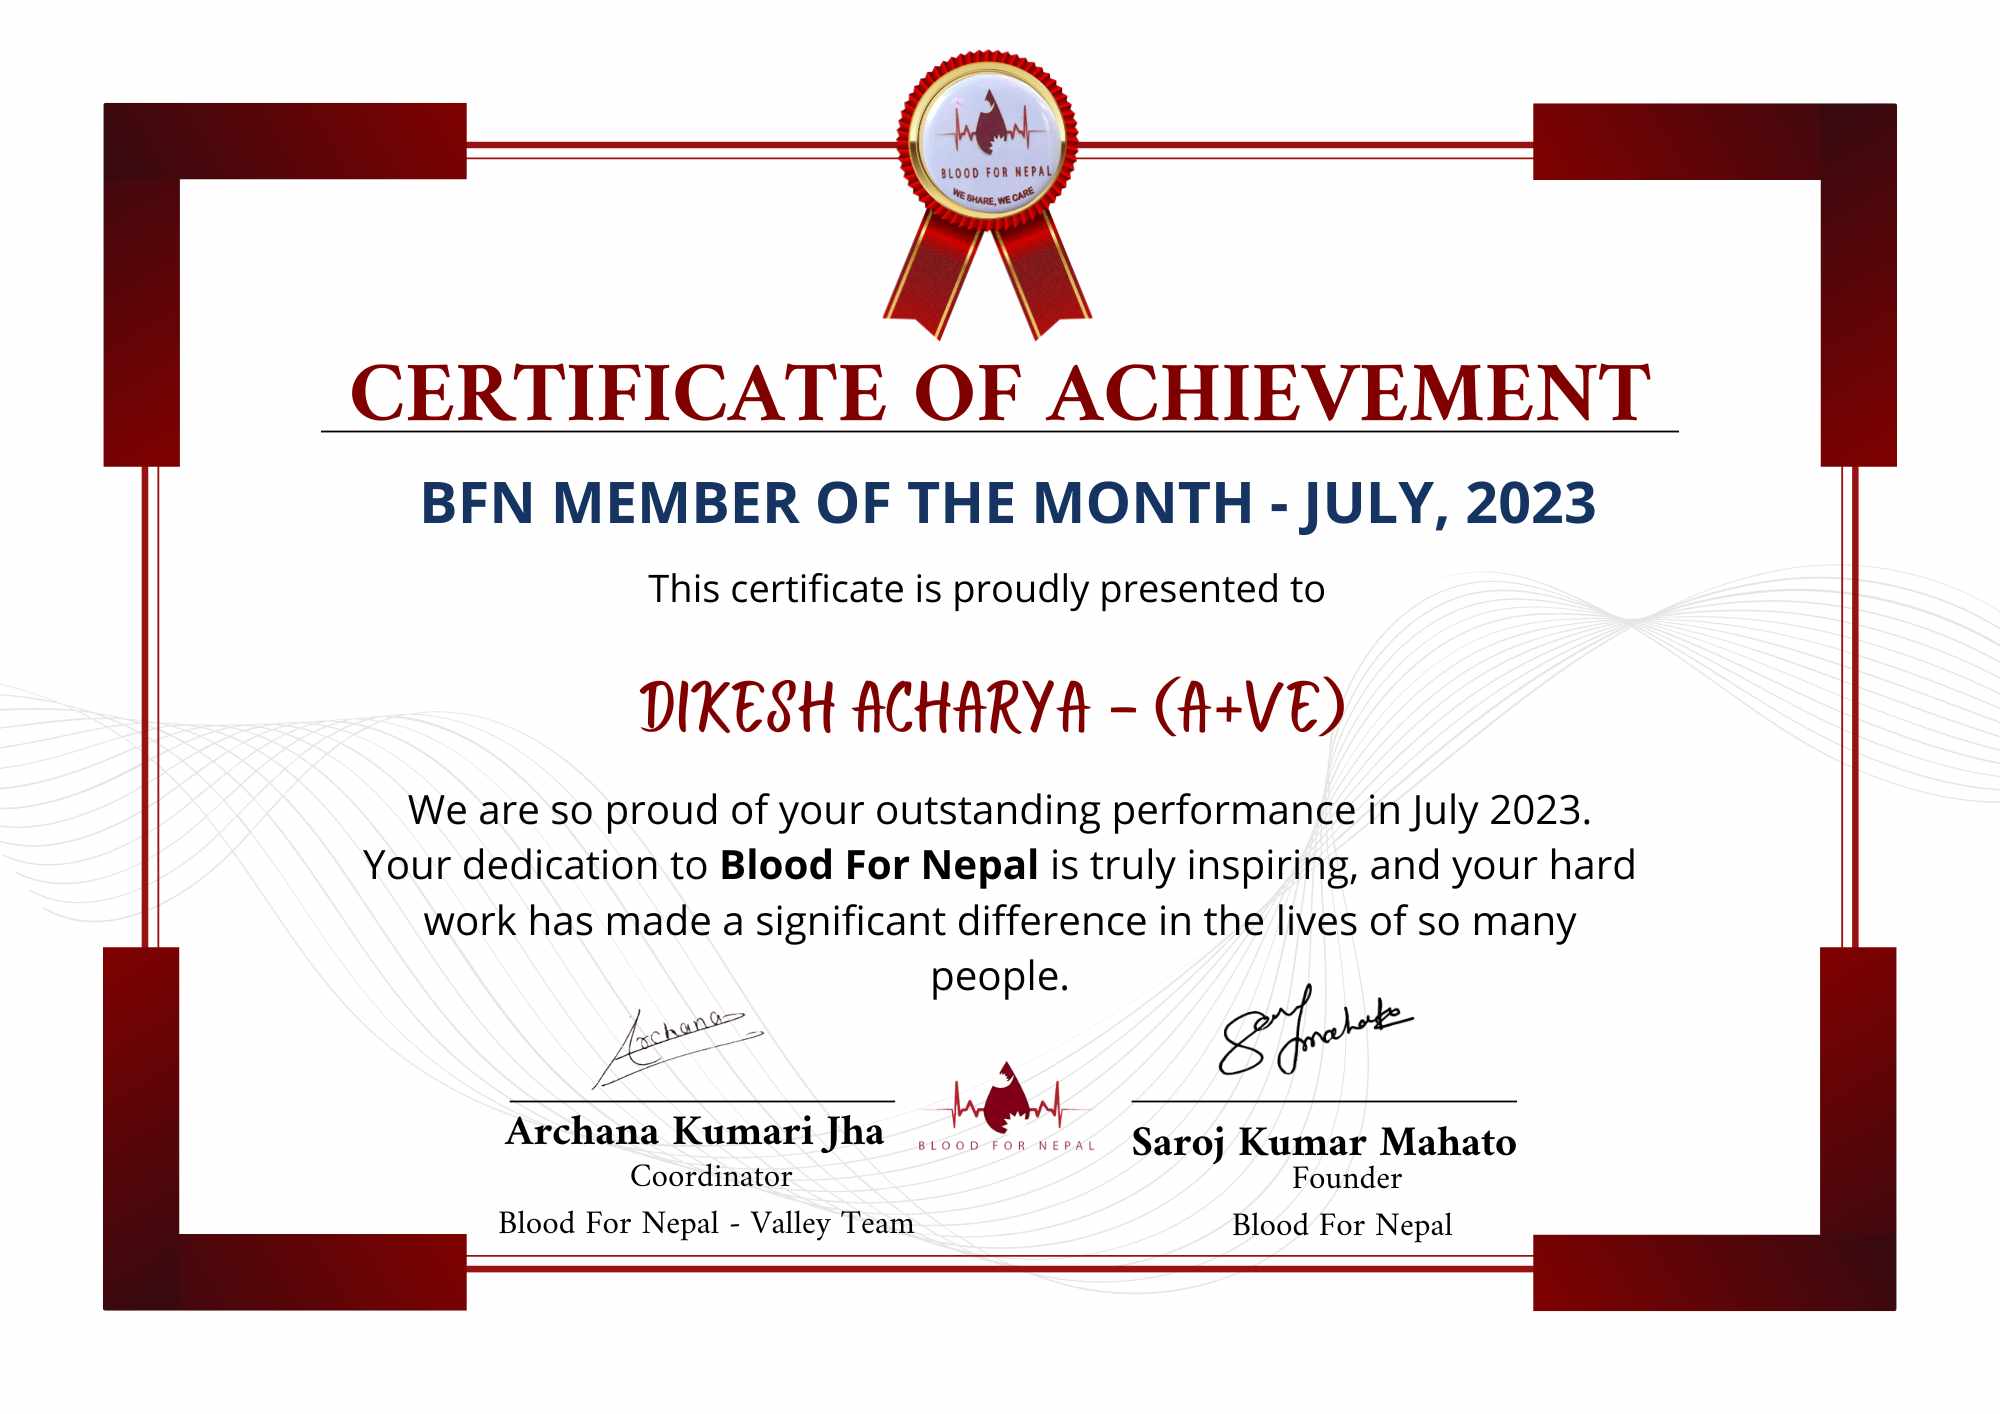 BLOOD FOR NEPAL
WE SHARE, WE CARE
CERTIFICATE OF ACHIEVEMENT
BFN MEMBER OF THE MONTH - JULY, 2023
This certificate is proudly presented to
DIKESH ACHARYA - (A+VE)
We are so proud of your outstanding performance in July 2023.
Your dedication to Blood For Nepal is truly inspiring, and your hard
work has made a significant difference in the lives of so many
people.
Archana
Archana Kumari Jha
Coordinator
Blood For Nepal - Valley Team
BLOOD FOR NEPAL
Saroj Mahato
Saroj Kumar Mahato
Founder
Blood For Nepal